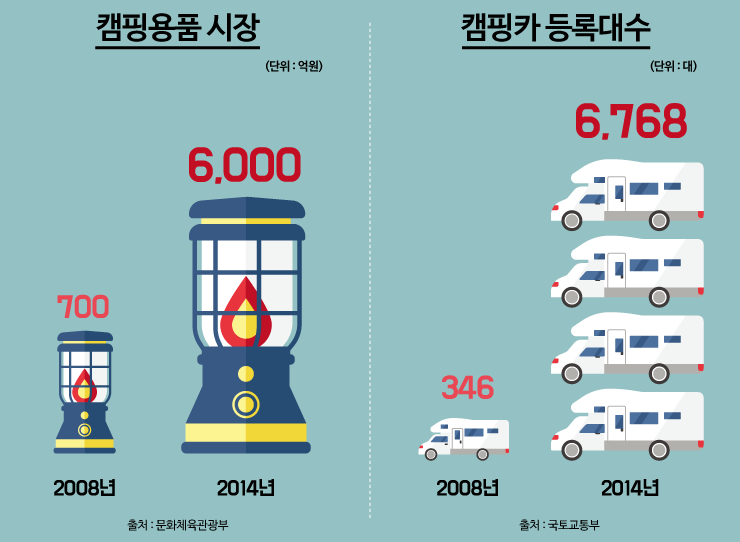 캠핑용품 시장
(단위 : 억원)
6,000
700
2008년
2014년
출처 : 문화체육관광부
캠핑카 등록대수
(단위 : 대)
6,768
346
2008년
2014년
출처 : 국토교통부